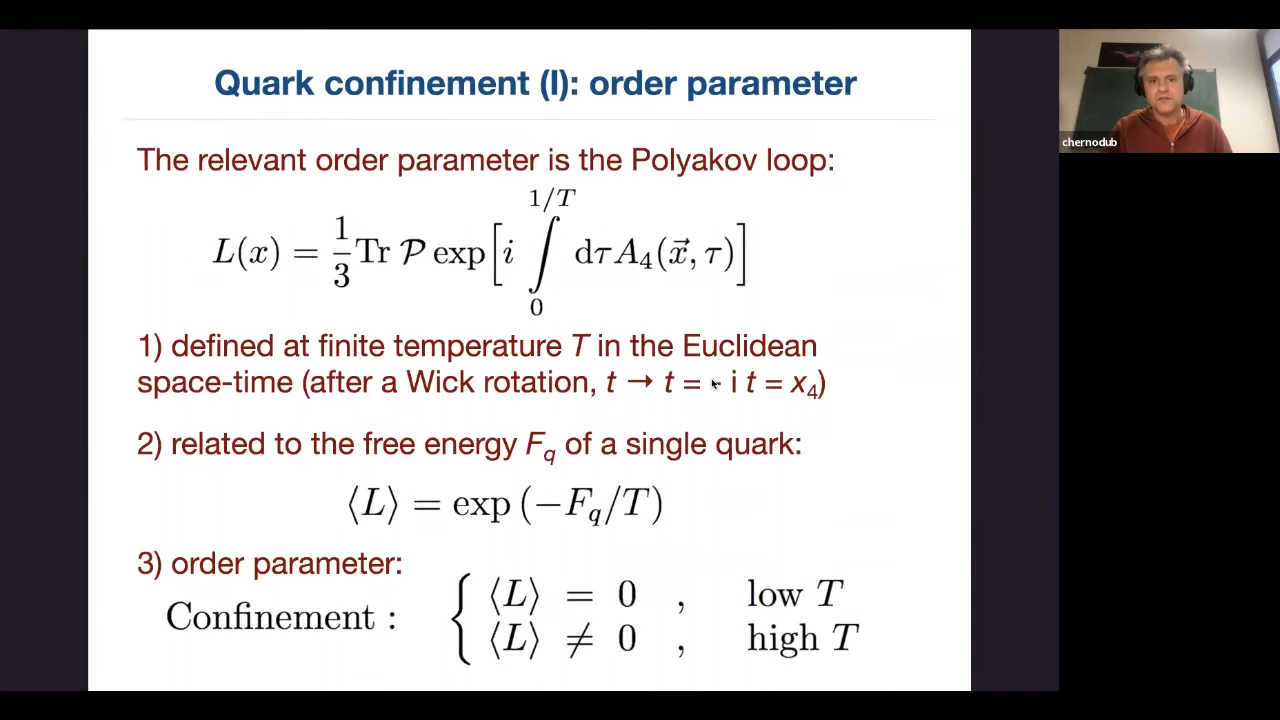 Quark confinement (I): order parameter
The relevant order parameter is the Polyakov loop:
L(x) = 1/3 Tr 𝒫 exp[i ∫₀^{1/T} dτ A₄(x⃗, τ)]
1) defined at finite temperature T in the Euclidean
space-time (after a Wick rotation, t → t = - i t = x₄)
2) related to the free energy F_q of a single quark:
⟨L⟩ = exp (−F_q/T)
3) order parameter:
Confinement : { ⟨L⟩ = 0 , low T
⟨L⟩ ≠ 0 , high T
chernodub